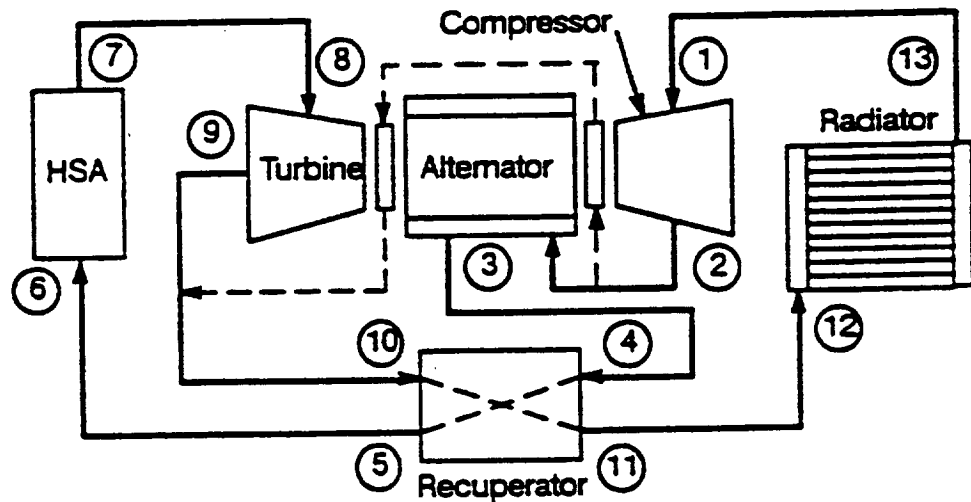 Compressor
7
8
1
13
9
Radiator
HSA
Turbine
Alternator
3
2
6
10
4
12
5
11
Recuperator